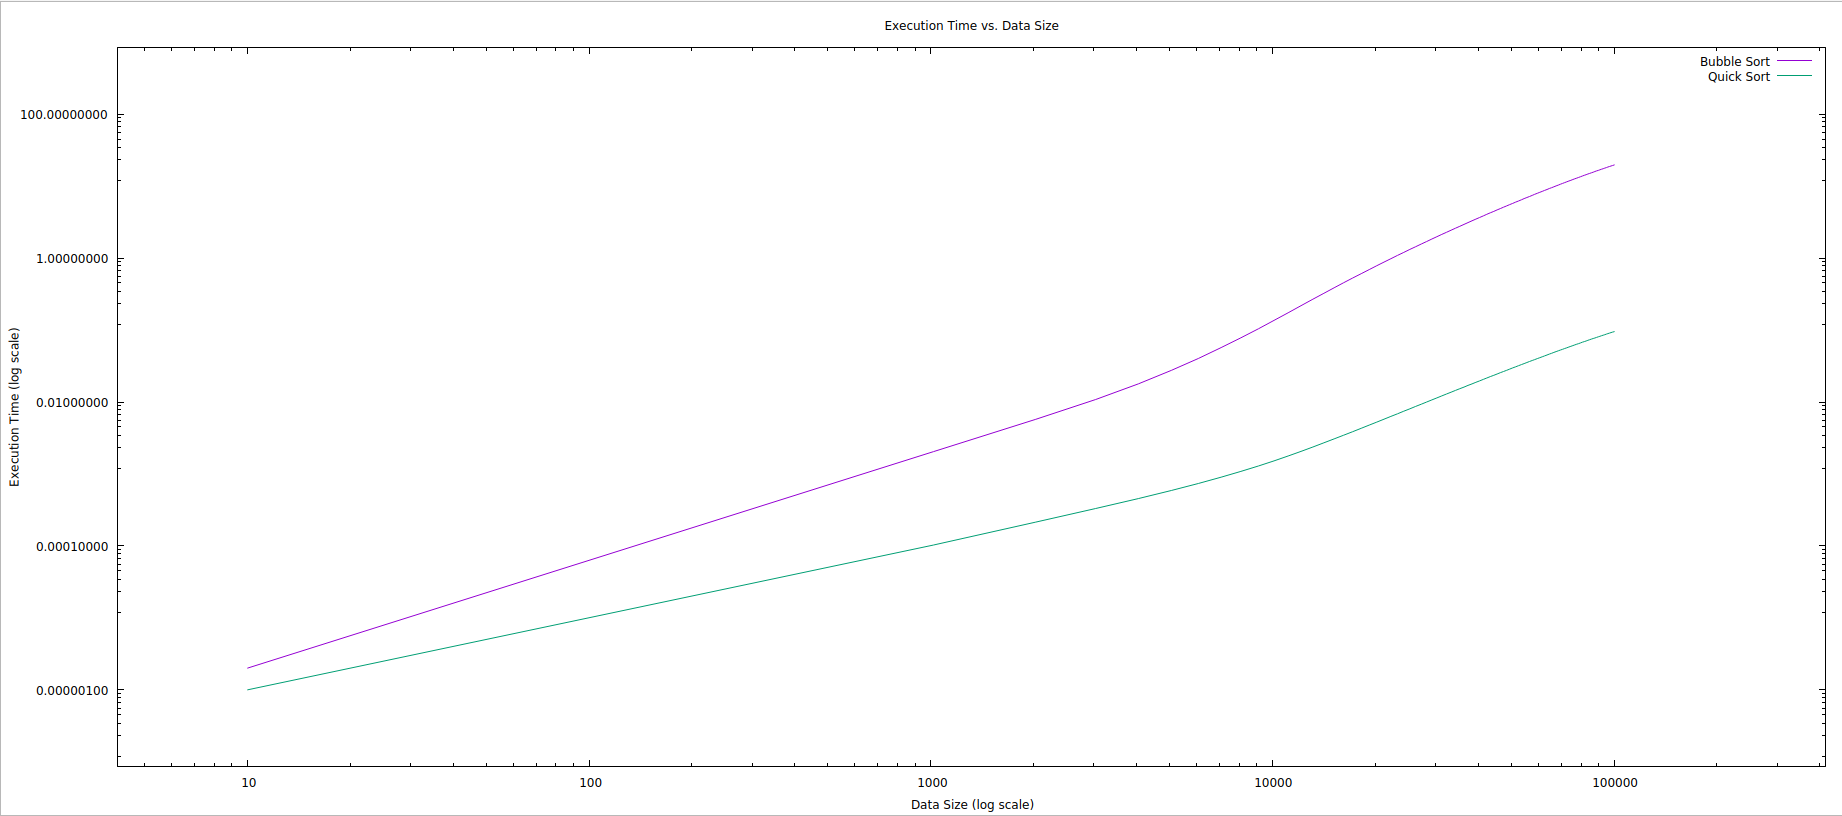 Execution Time vs. Data Size
Bubble Sort
Quick Sort
100.00000000
1.00000000
0.01000000
0.00010000
0.00000100
Execution Time (log scale)
10
100
1000
10000
100000
Data Size (log scale)